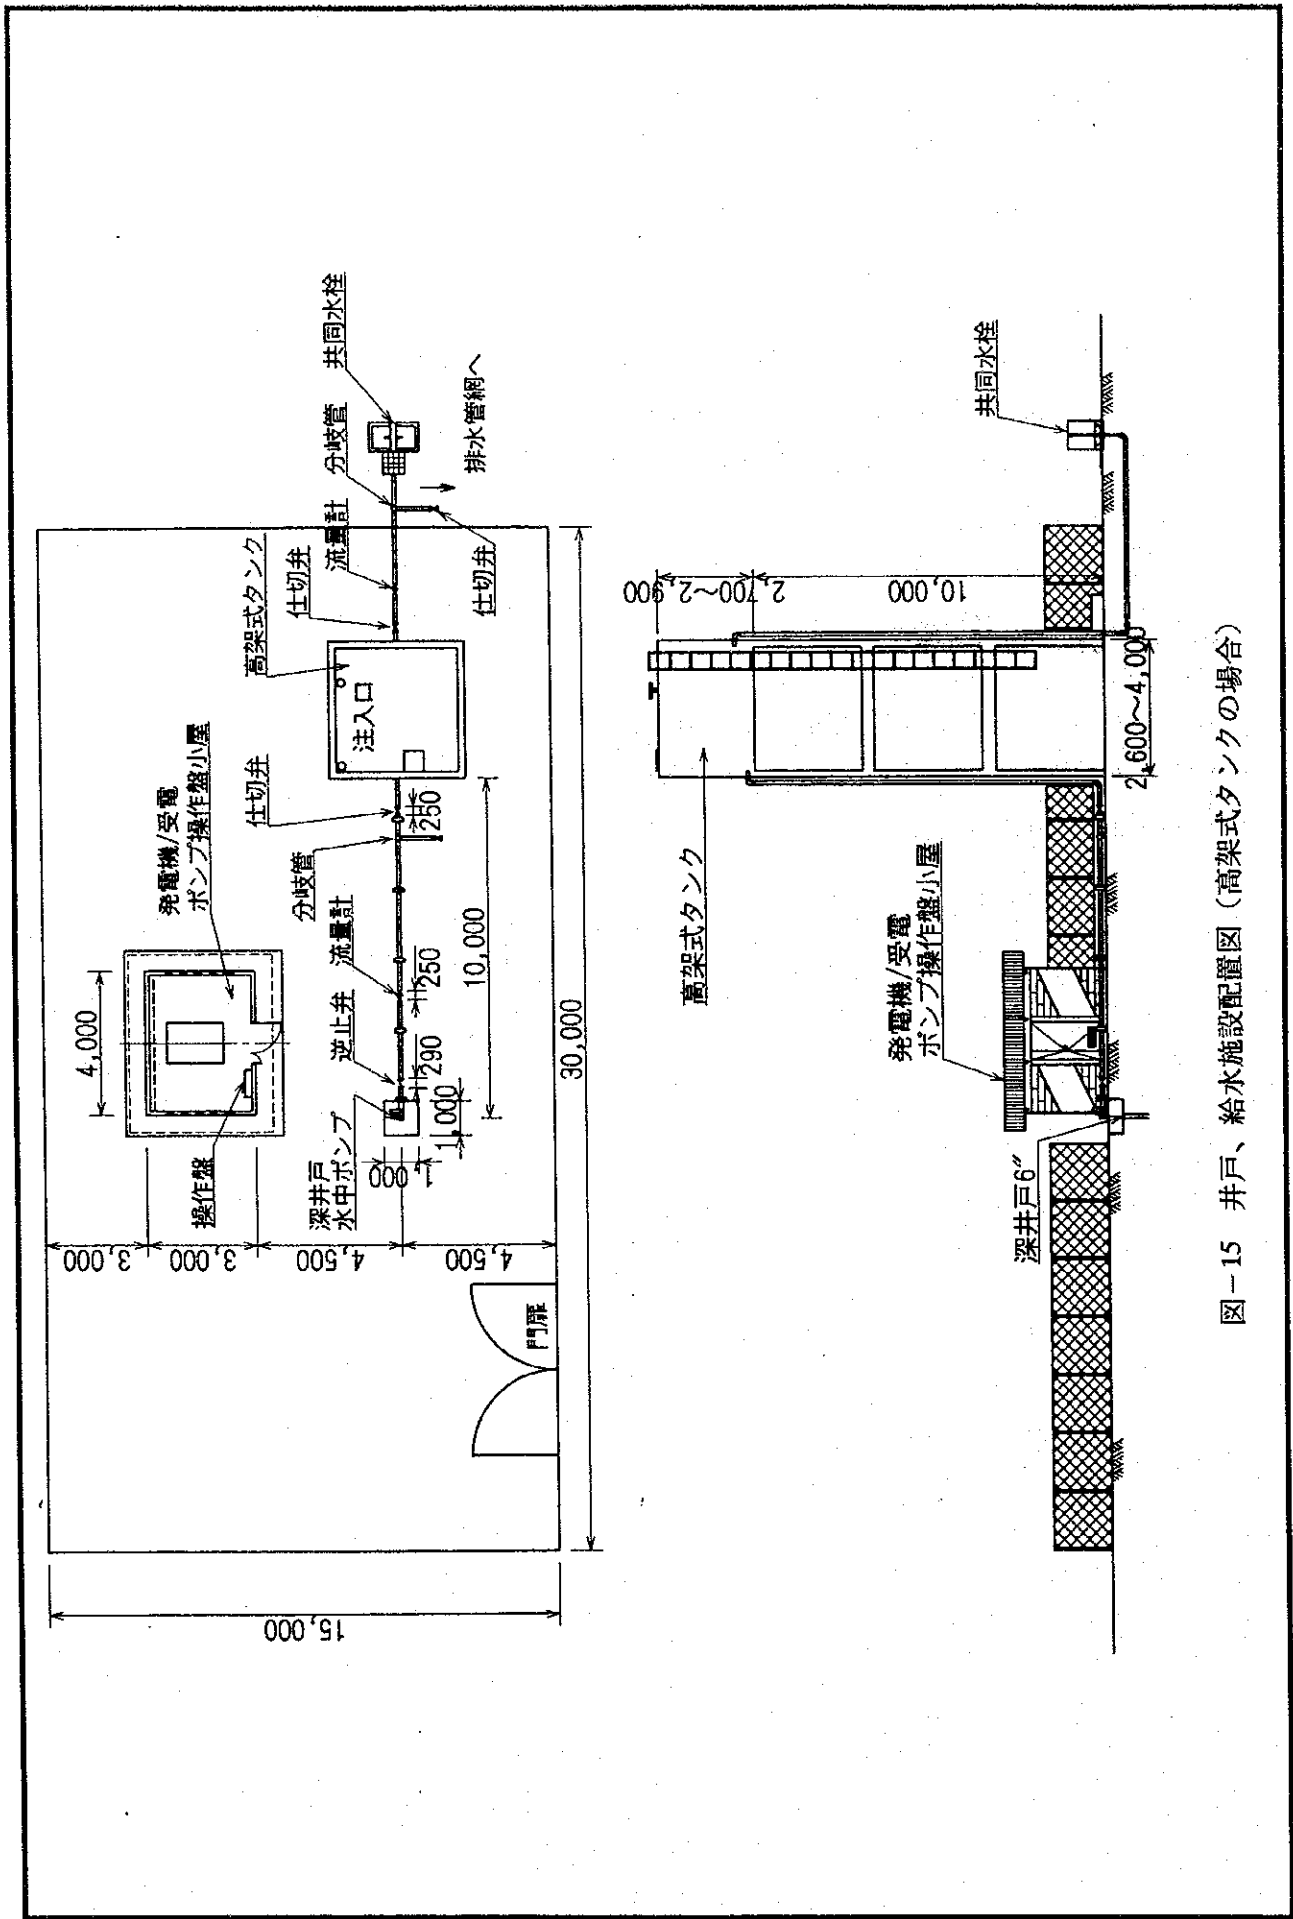 共同水栓
分岐管
排水管網へ
流量計
高架式タンク
仕切弁
仕切弁
注入口
発電機/受電
ポンプ操作盤小屋
仕切弁
250
分岐管
流量計
250
10,000
逆止弁
290
1,000
1,000
深井戸
水中ポンプ
4,000
操作盤
3,000
3,000
4,500
4,500
門扉
30,000
15,000
共同水栓
2,700〜2,900
10,000
2,600〜4,000
高架式タンク
発電機/受電
ポンプ操作盤小屋
深井戸6″
図－15 井戸、給水施設配置図（高架式タンクの場合）